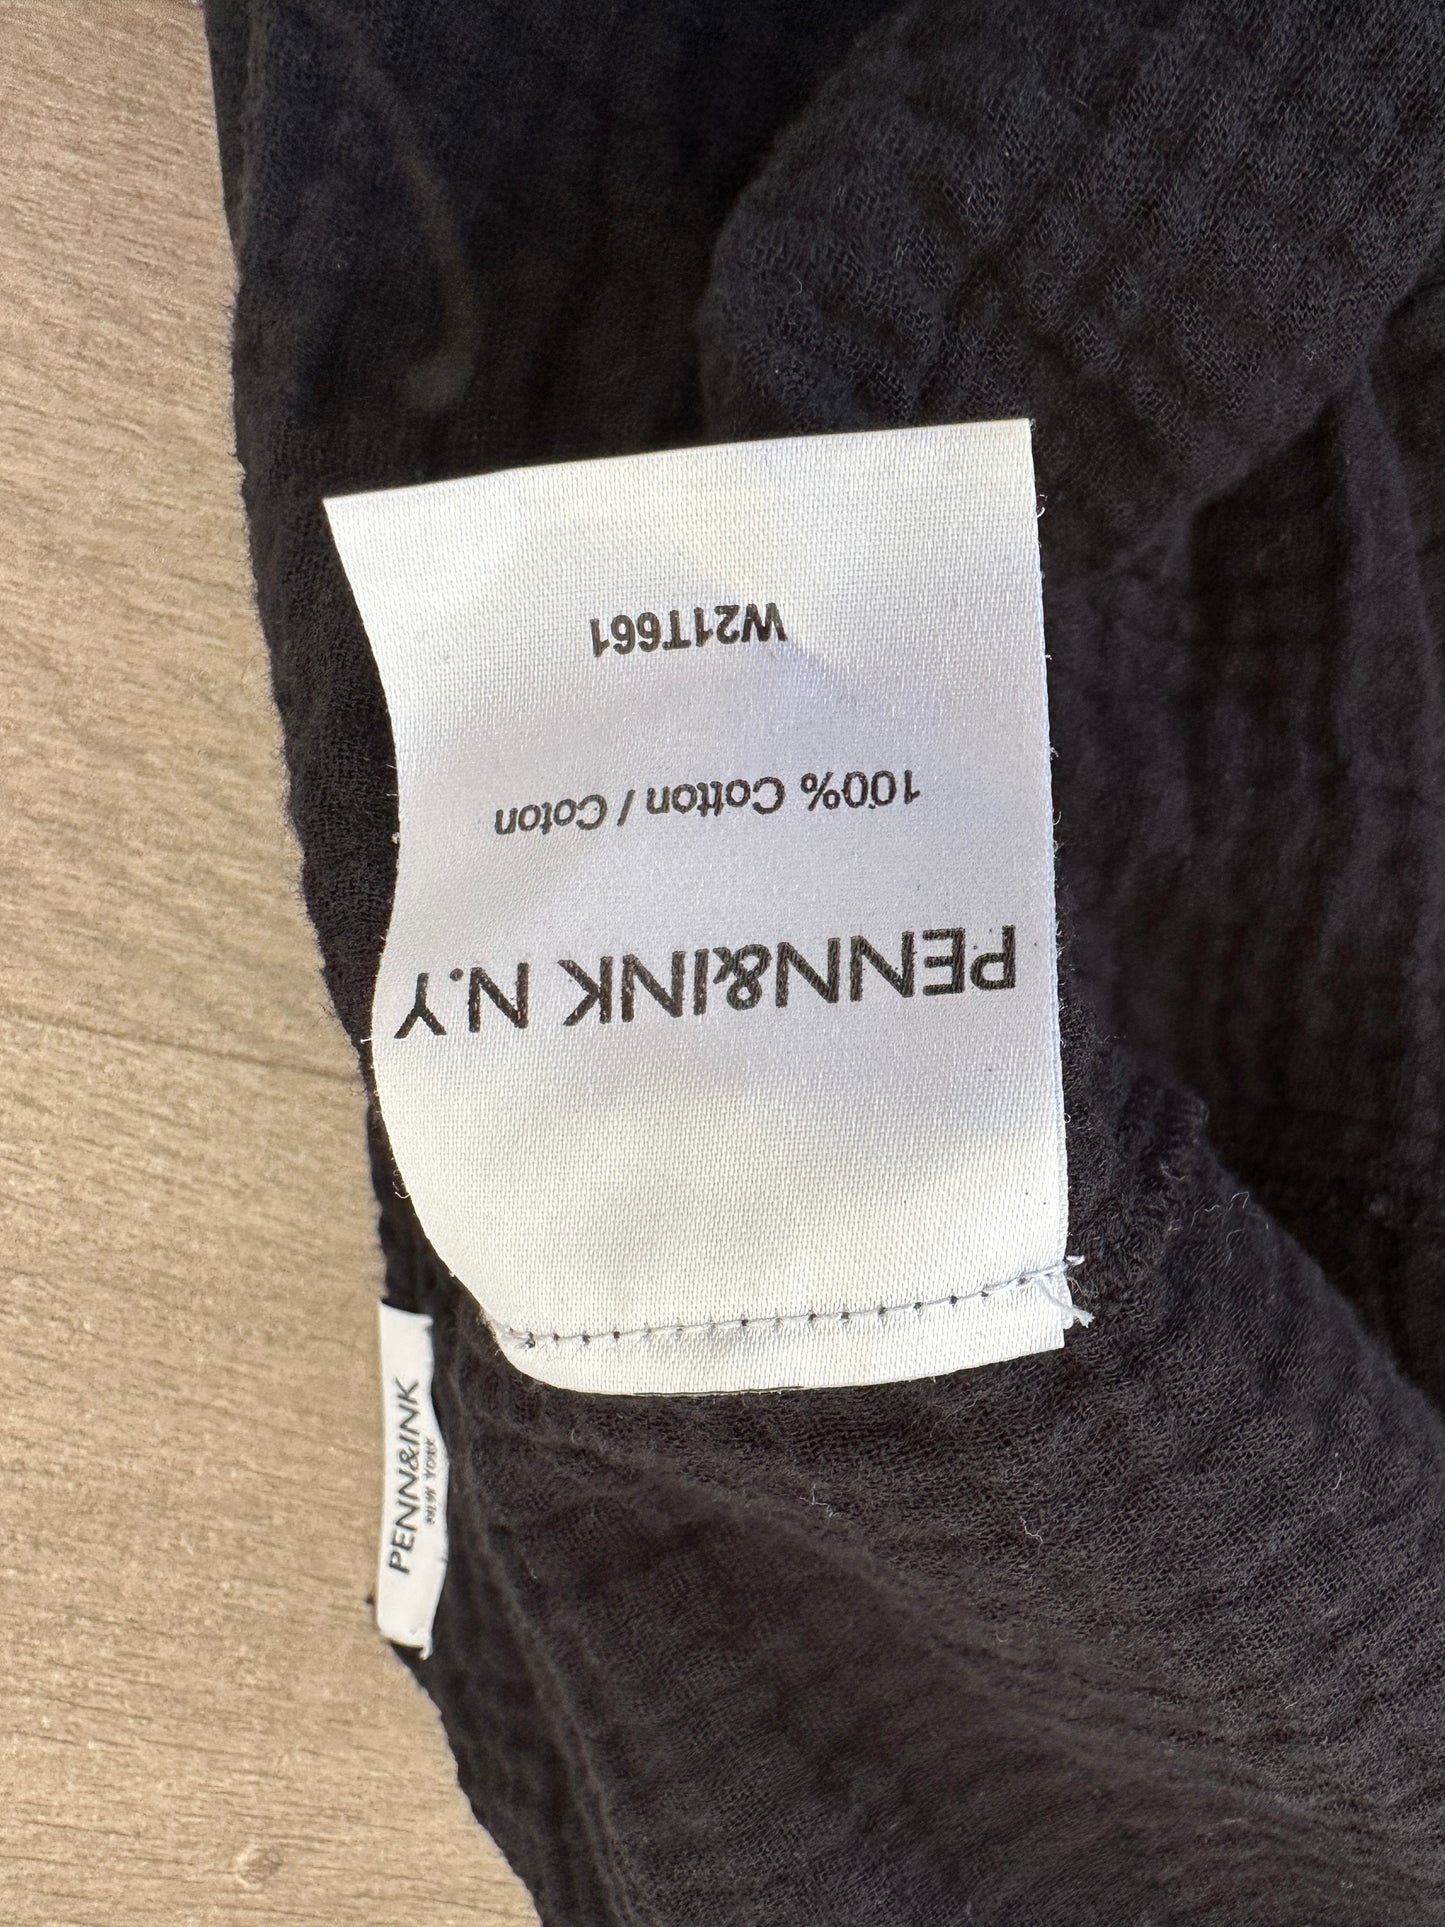 PENN&INK N.Y
100% Cotton / Coton
W21T661
PENN&INK
NEW YORK